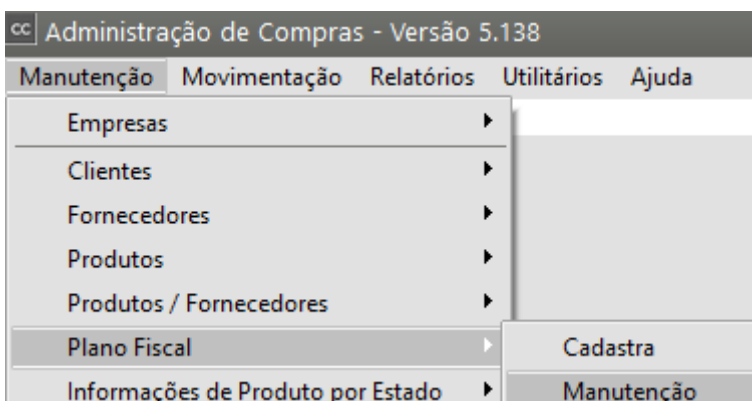 cc Administração de Compras - Versão 5.138
Manutenção Movimentação Relatórios Utilitários Ajuda
Empresas
Clientes
Fornecedores
Produtos
Produtos / Fornecedores
Plano Fiscal Cadastra
Informações de Produto por Estado Manutenção